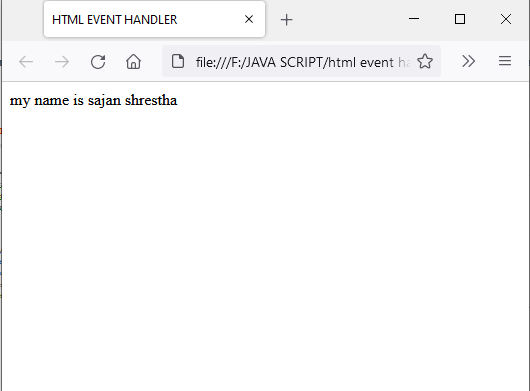 HTML EVENT HANDLER
file:///F:/JAVA SCRIPT/html event ha
my name is sajan shrestha